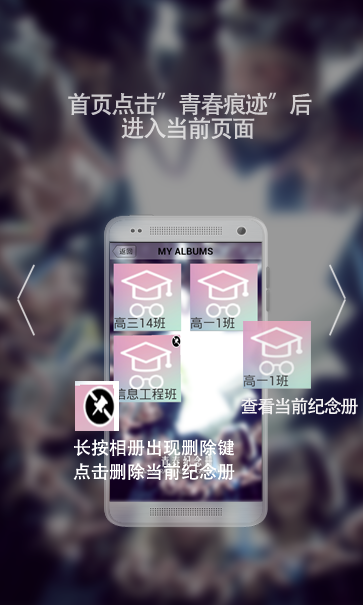 首页点击”青春痕迹”后
进入当前页面
返回
MY ALBUMS
高三14班
高一1班
信息工程班
高一1班
查看当前纪念册
长按相册出现删除键
点击删除当前纪念册